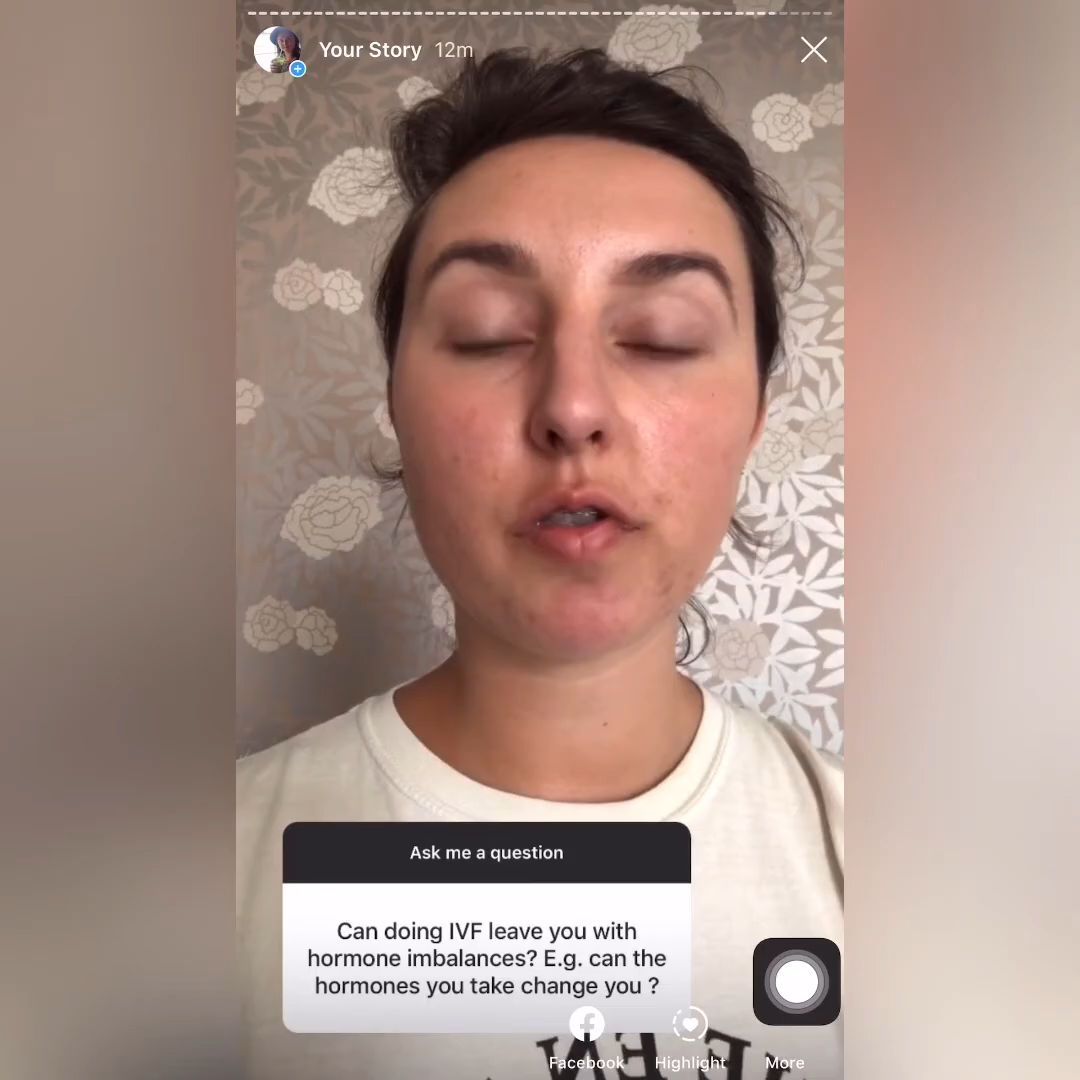 Your Story 12m
Ask me a question
Can doing IVF leave you with
hormone imbalances? E.g. can the
hormones you take change you ?
Facebook Highlight More